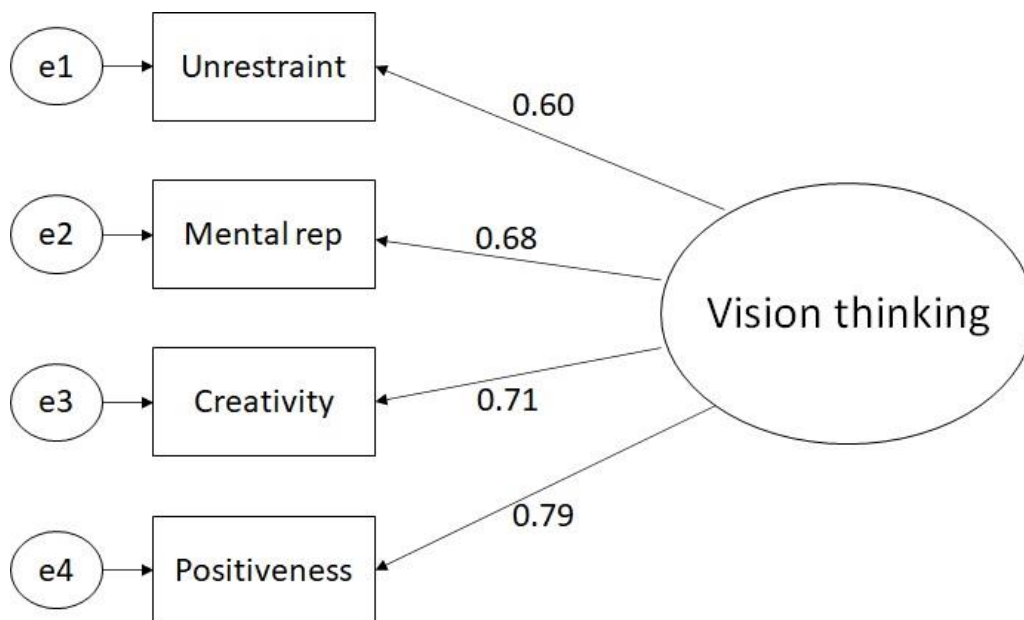 e1
Unrestraint
0.60
e2
Mental rep
0.68
Vision thinking
e3
Creativity
0.71
e4
Positiveness
0.79